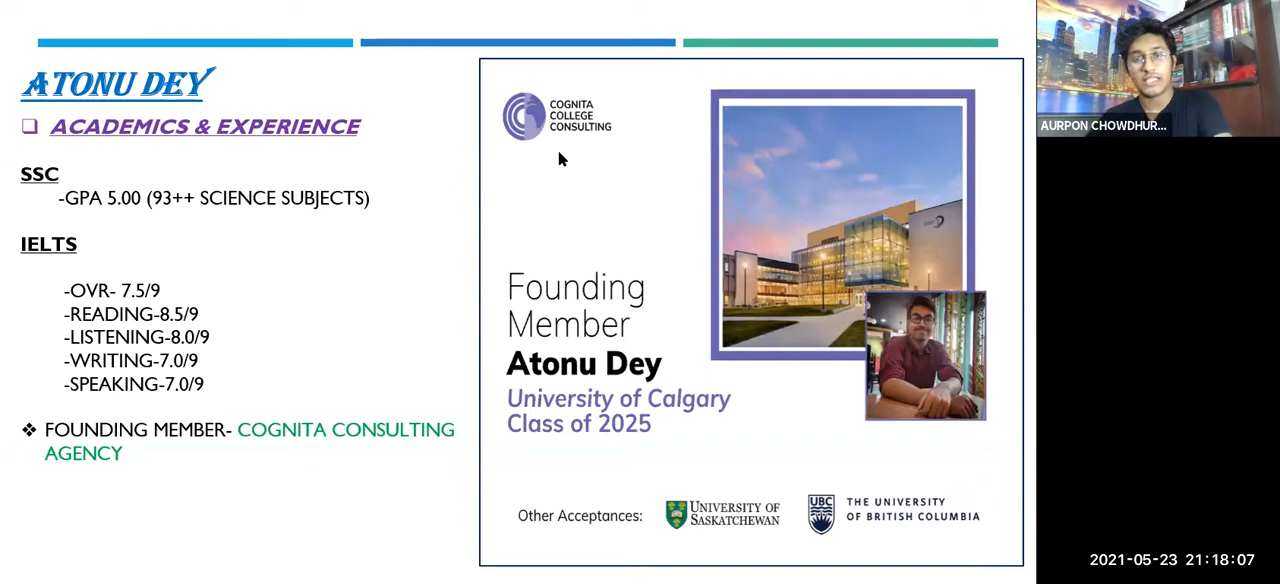 ATONU DEY
ACADEMICS & EXPERIENCE
SSC
-GPA 5.00 (93++ SCIENCE SUBJECTS)
IELTS
-OVR- 7.5/9
-READING-8.5/9
-LISTENING-8.0/9
-WRITING-7.0/9
-SPEAKING-7.0/9
FOUNDING MEMBER- COGNITA CONSULTING
AGENCY
COGNITA
COLLEGE
CONSULTING
Founding
Member
Atonu Dey
University of Calgary
Class of 2025
Other Acceptances:
UNIVERSITY OF
SASKATCHEWAN
UBC
THE UNIVERSITY
OF BRITISH COLUMBIA
AURPON CHOWDHUR...
2021-05-23 21:18:07